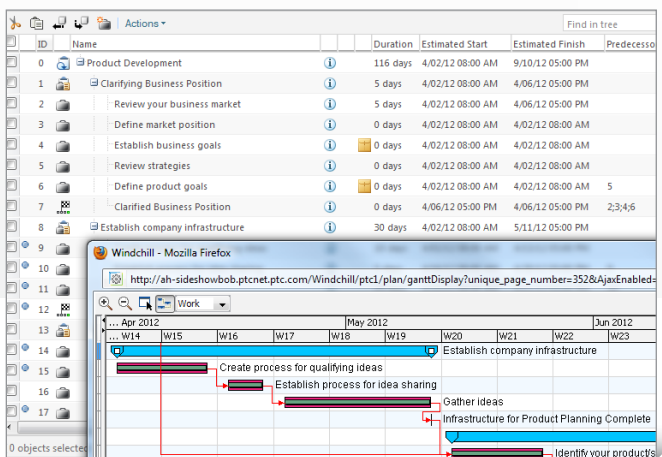 Actions
Find in tree
ID Name Duration Estimated Start Estimated Finish Predecesso
0 Product Development 116 days 4/02/12 08:00 AM 9/10/12 05:00 PM
1 Clarifying Business Position 5 days 4/02/12 08:00 AM 4/06/12 05:00 PM
2 Review your business market 5 days 4/02/12 08:00 AM 4/06/12 05:00 PM
3 Define market position 0 days 4/02/12 08:00 AM 4/02/12 08:00 AM
4 Establish business goals 0 days 4/02/12 08:00 AM 4/02/12 08:00 AM
5 Review strategies 0 days 4/02/12 08:00 AM 4/02/12 08:00 AM
6 Define product goals 0 days 4/02/12 08:00 AM 4/02/12 08:00 AM 5
7 Clarified Business Position 0 days 4/06/12 05:00 PM 4/06/12 05:00 PM 2;3;4;6
8 Establish company infrastructure 30 days 4/02/12 08:00 AM 5/11/12 05:00 PM
9
10
11
12
13
14
15
16
17
0 objects selected
Windchill - Mozilla Firefox
http://ah-sideshowbob.ptcnet.ptc.com/Windchill/ptc1/plan/ganttDisplay?unique_page_number=352&AjaxEnabled=
Work
... Apr 2012 May 2012 Jun 2012
... W14 W15 W16 W17 W18 W19 W20 W21 W22 W23
Establish company infrastructure
Create process for qualifying ideas
Establish process for idea sharing
Gather ideas
Infrastructure for Product Planning Complete
Identify your product/s